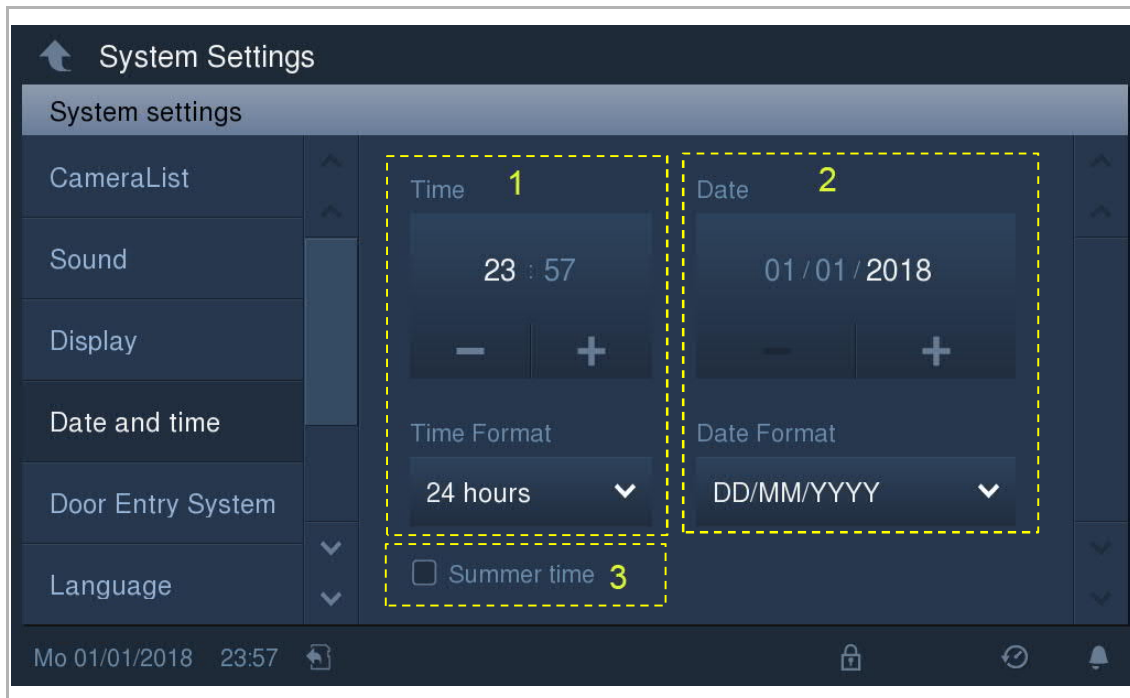 System Settings
System settings
CameraList
Sound
Display
Date and time
Door Entry System
Language
Time 1
23 : 57
Time Format
24 hours
Date 2
01/01/2018
Date Format
DD/MM/YYYY
Summer time 3
Mo 01/01/2018 23:57